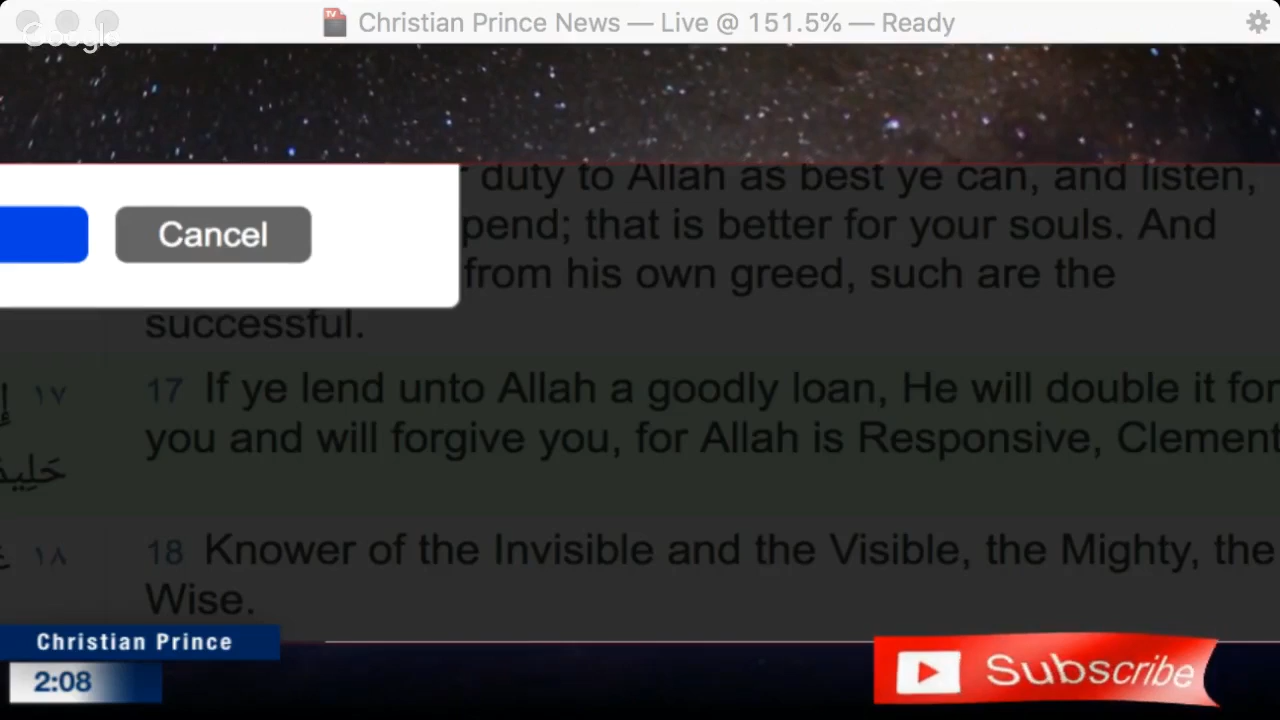 Google
Christian Prince News — Live @ 151.5% — Ready
duty to Allah as best ye can, and listen,
pend; that is better for your souls. And
Cancel
from his own greed, such are the
successful.
17 If ye lend unto Allah a goodly loan, He will double it for
١٧
you and will forgive you, for Allah is Responsive, Clement
18 Knower of the Invisible and the Visible, the Mighty, the
١٨
Wise.
Christian Prince
2:08
Subscribe